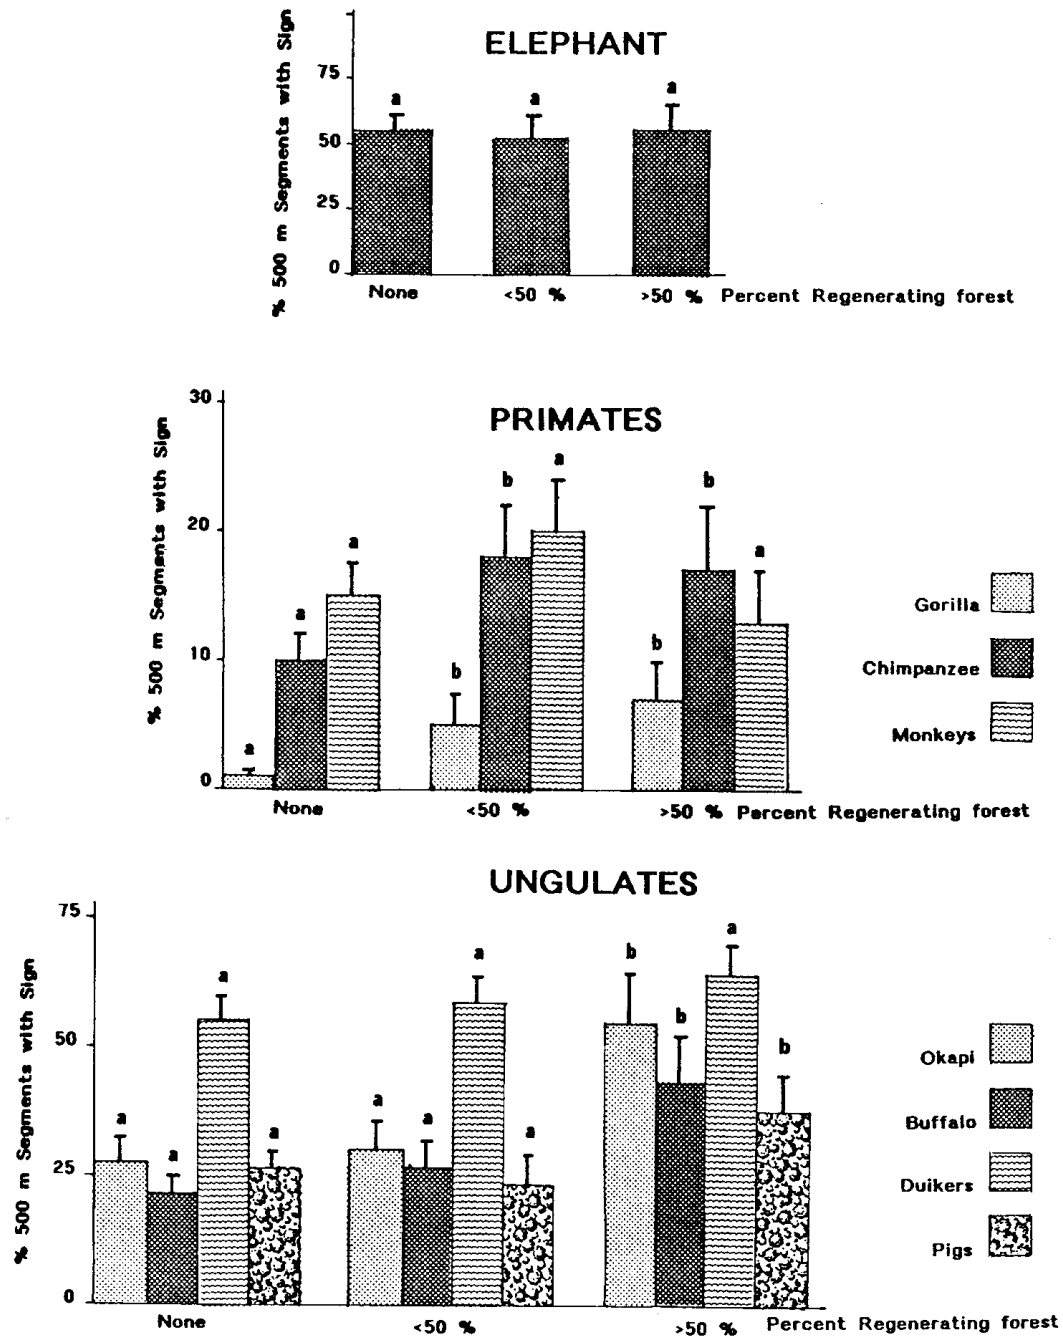 ELEPHANT
% 500 m Segments with Sign
75
50
25
0
a
a
a
None
<50 %
>50 %
Percent Regenerating forest
PRIMATES
% 500 m Segments with Sign
30
20
10
0
a
a
a
b
b
a
b
b
a
Gorilla
Chimpanzee
Monkeys
None
<50 %
>50 %
Percent Regenerating forest
UNGULATES
% 500 m Segments with Sign
75
50
25
0
a
a
a
a
a
a
a
a
b
b
a
b
Okapi
Buffalo
Duikers
Pigs
None
<50 %
>50 %
Percent Regenerating forest